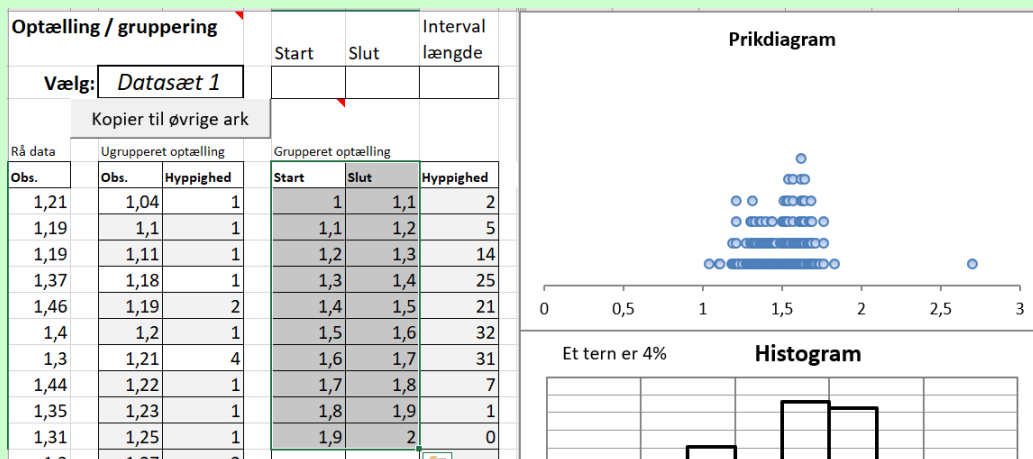 Optælling / gruppering
Start Slut Interval længde
Vælg: Datasæt 1
Kopier til øvrige ark
Rå data Ugrupperet optælling Grupperet optælling
Obs. Obs. Hyppighed Start Slut Hyppighed
1,21 1,04 1 1 1,1 2
1,19 1,1 1 1,1 1,2 5
1,19 1,11 1 1,2 1,3 14
1,37 1,18 1 1,3 1,4 25
1,46 1,19 2 1,4 1,5 21
1,4 1,2 1 1,5 1,6 32
1,3 1,21 4 1,6 1,7 31
1,44 1,22 1 1,7 1,8 7
1,35 1,23 1 1,8 1,9 1
1,31 1,25 1 1,9 2 0
Prikdiagram
0 0,5 1 1,5 2 2,5 3
Et tern er 4% Histogram